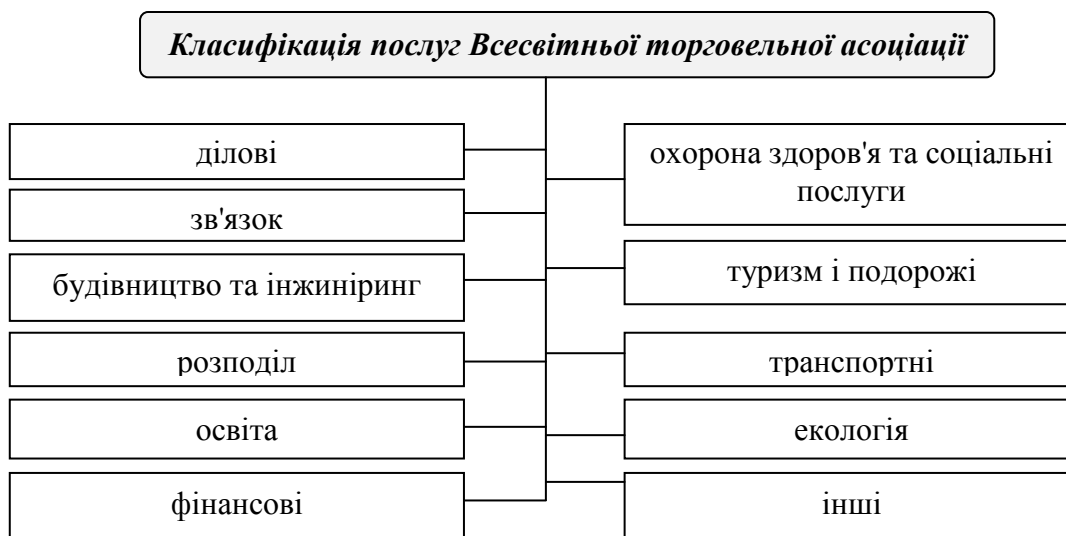 Класифікація послуг Всесвітньої торговельної асоціації
ділові
зв'язок
будівництво та інжиніринг
розподіл
освіта
фінансові
охорона здоров'я та соціальні
послуги
туризм і подорожі
транспортні
екологія
інші